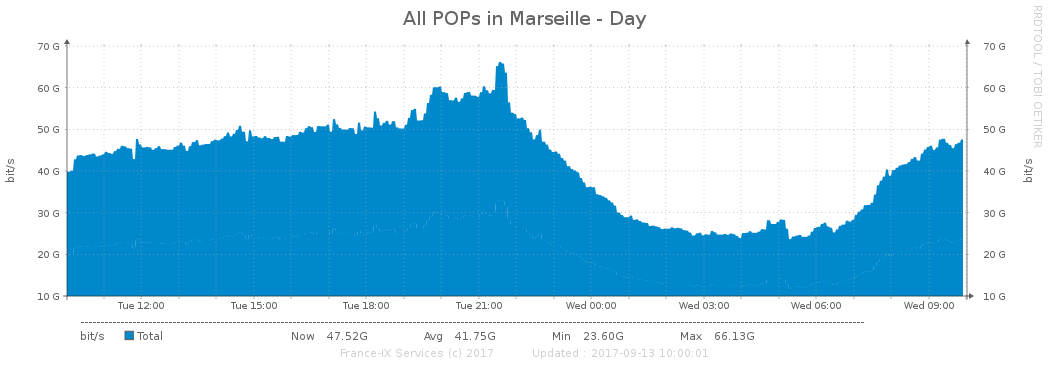 All POPs in Marseille - Day
RRDTOOL / TOBI OETIKER
70 G 70 G
60 G 60 G
50 G 50 G
40 G 40 G
30 G 30 G
20 G 20 G
10 G 10 G
bit/s
bit/s
Tue 12:00 Tue 15:00 Tue 18:00 Tue 21:00 Wed 00:00 Wed 03:00 Wed 06:00 Wed 09:00
bit/s Total Now 47.52G Avg 41.75G Min 23.60G Max 66.13G
France-IX Services (c) 2017 Updated : 2017-09-13 10:00:01